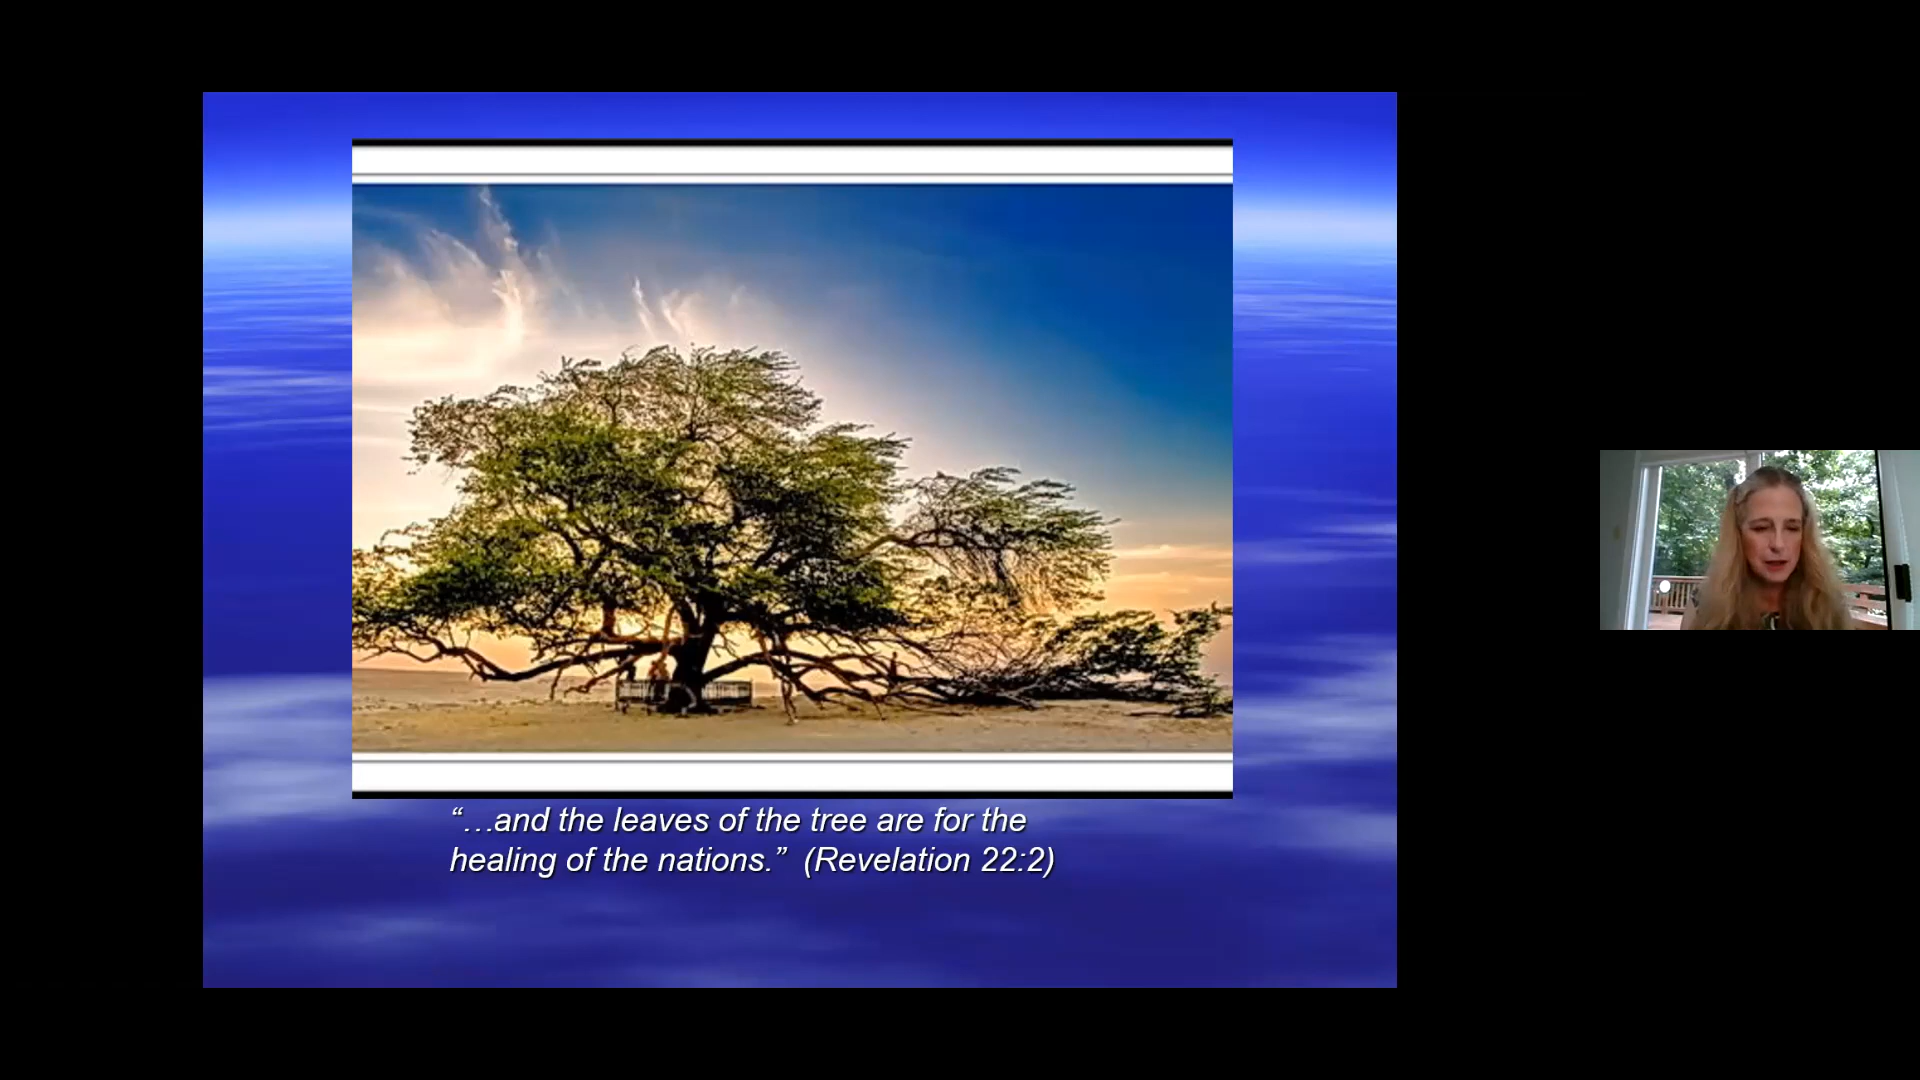 “…and the leaves of the tree are for the
healing of the nations.”  (Revelation 22:2)